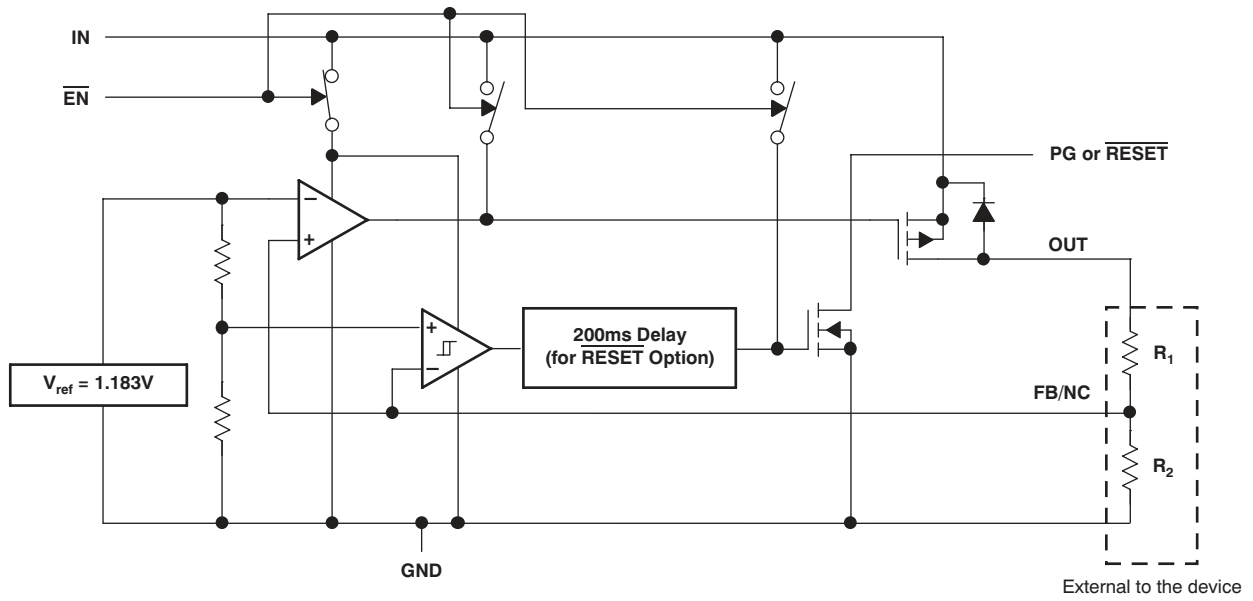 IN
EN
PG or RESET
OUT
−
+
+
−
200ms Delay
(for RESET Option)
R1
Vref = 1.183V
FB/NC
R2
GND
External to the device